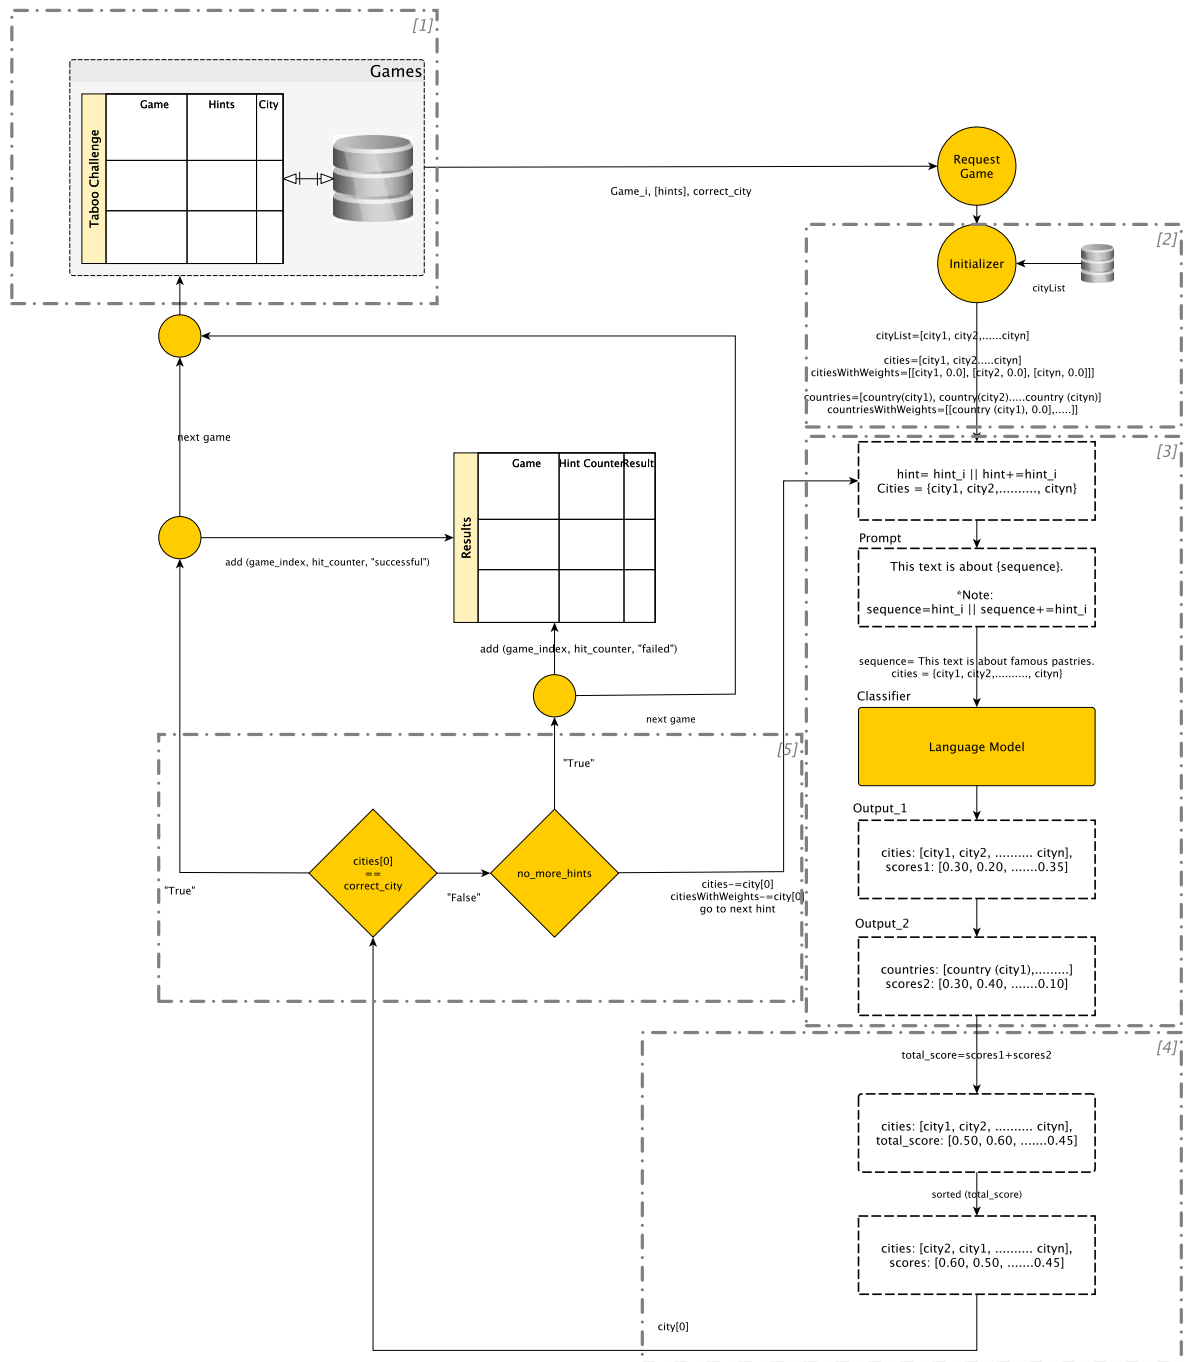 [1]
Games
Game Hints City
Taboo Challenge
Game_i, [hints], correct_city
Request
Game
[2]
Initializer
cityList
cityList=[city1, city2,......cityn]
cities=[city1, city2.....cityn]
citiesWithWeights=[[city1, 0.0], [city2, 0.0], [cityn, 0.0]]]
countries=[country(city1), country(city2).....country (cityn)]
countriesWithWeights=[[country (city1), 0.0],.....]]
next game
[3]
hint= hint_i || hint+=hint_i
Cities = {city1, city2,.........., cityn}
Prompt
This text is about {sequence}.
*Note:
sequence=hint_i || sequence+=hint_i
Game Hint Counter Result
Results
add (game_index, hit_counter, "successful")
add (game_index, hit_counter, "failed")
next game
sequence= This text is about famous pastries.
cities = {city1, city2,.........., cityn}
Classifier
Language Model
[5]
"True"
cities[0]
==
correct_city
"True"
"False"
no_more_hints
cities-=city[0]
citiesWithWeights-=city[0]
go to next hint
Output_1
cities: [city1, city2, .......... cityn],
scores1: [0.30, 0.20, .......0.35]
Output_2
countries: [country (city1),.........]
scores2: [0.30, 0.40, .......0.10]
[4]
total_score=scores1+scores2
cities: [city1, city2, .......... cityn],
total_score: [0.50, 0.60, .......0.45]
sorted (total_score)
cities: [city2, city1, .......... cityn],
scores: [0.60, 0.50, .......0.45]
city[0]